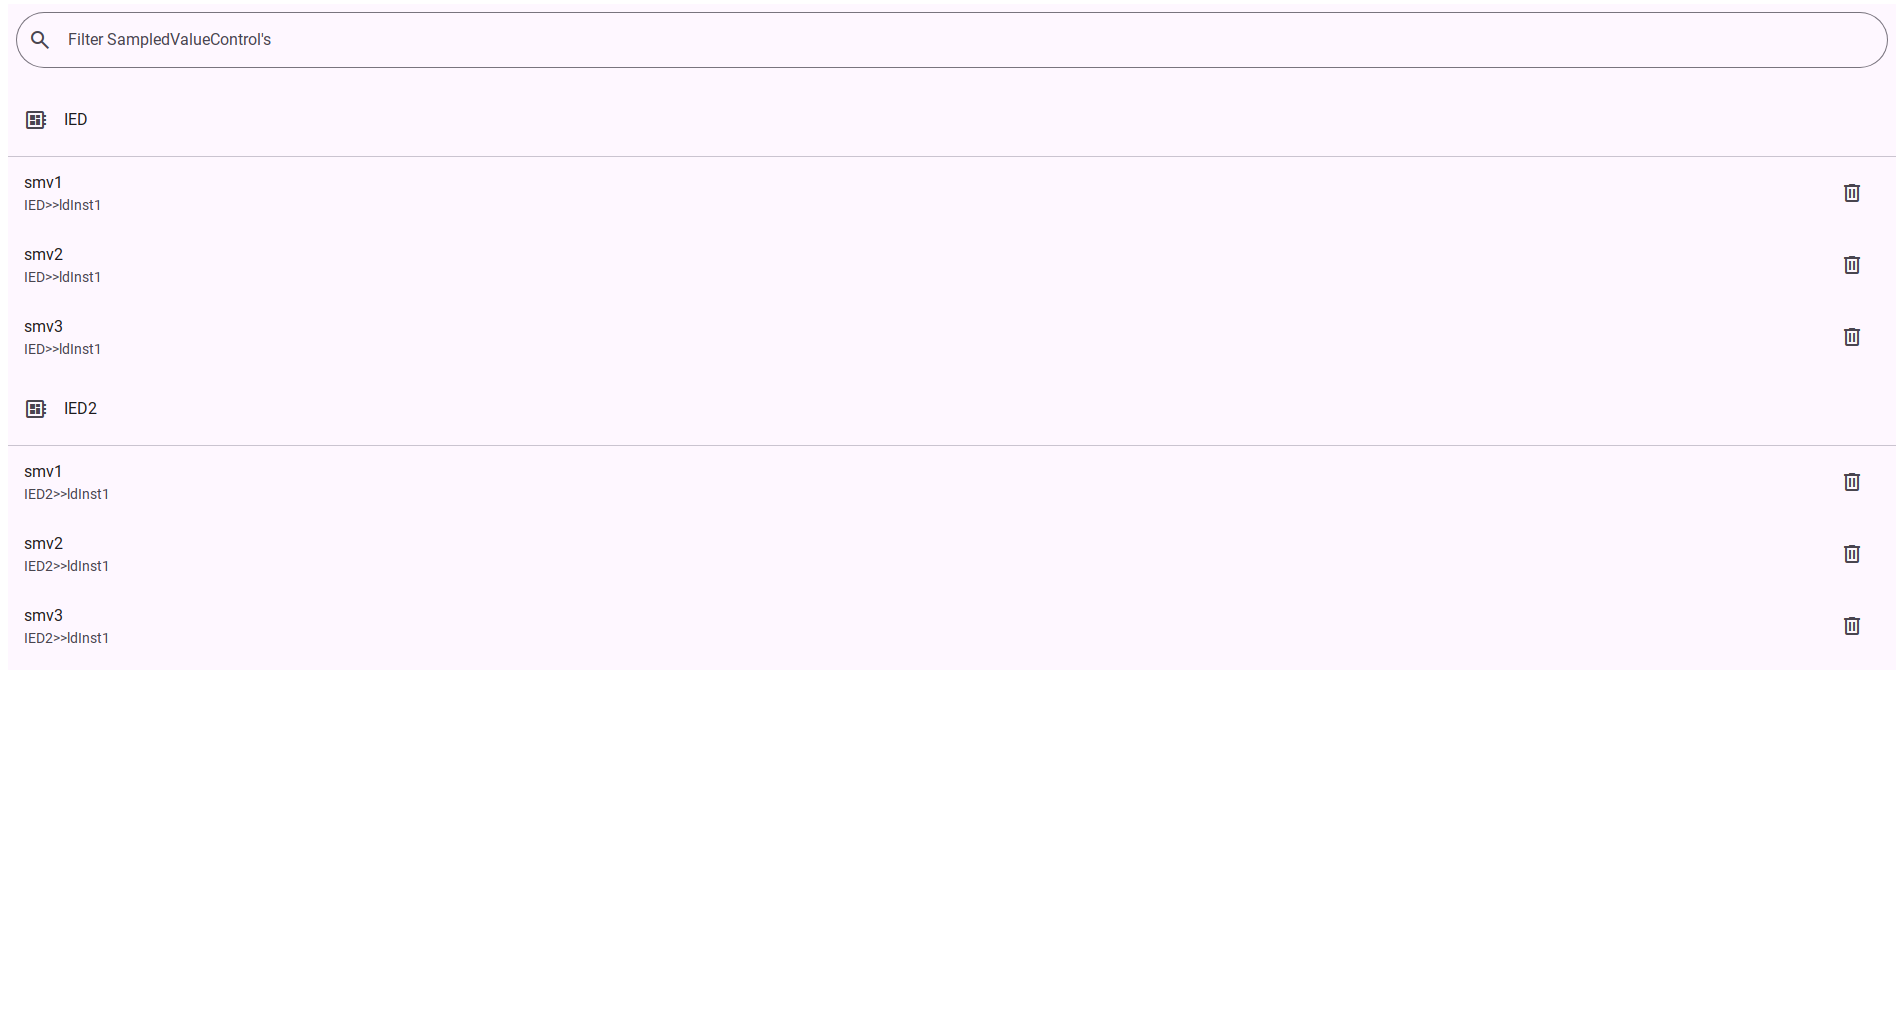 Filter SampledValueControl's
IED
smv1
IED>>ldInst1
smv2
IED>>ldInst1
smv3
IED>>ldInst1
IED2
smv1
IED2>>ldInst1
smv2
IED2>>ldInst1
smv3
IED2>>ldInst1